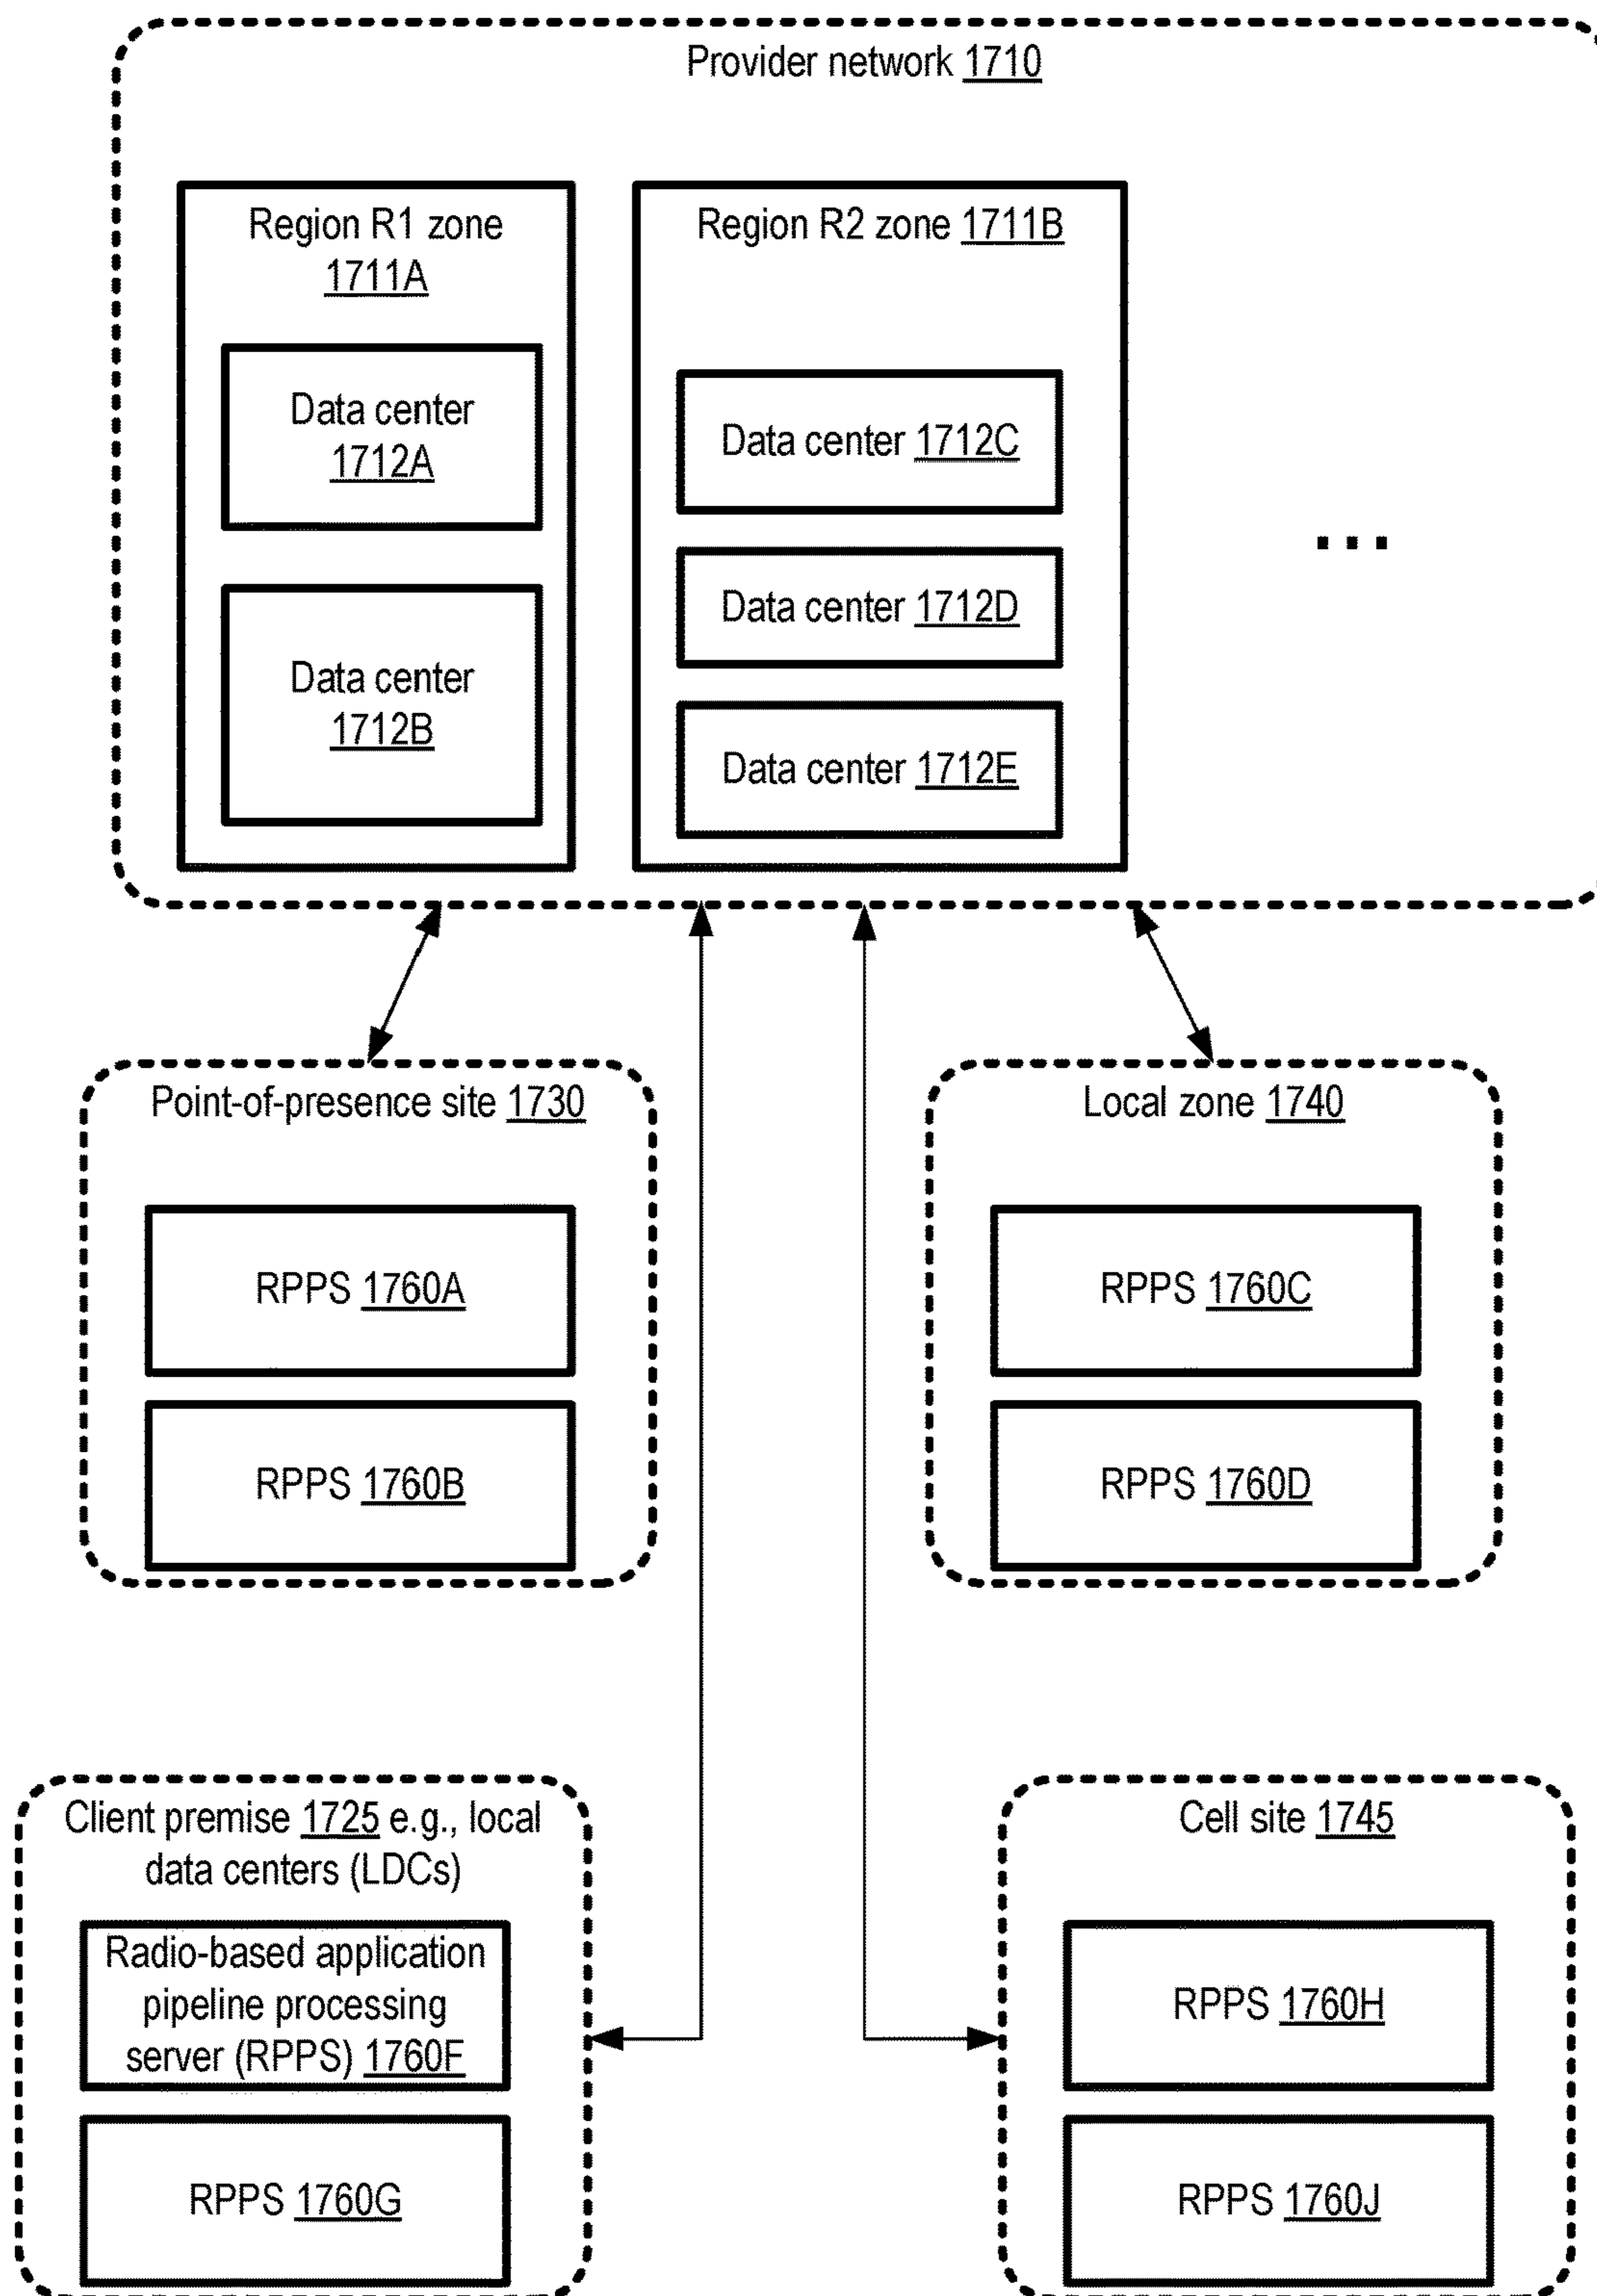 Provider network 1710
Region R1 zone
1711A
Data center
1712A
Data center
1712B
Region R2 zone 1711B
Data center 1712C
Data center 1712D
Data center 1712E
...
Point-of-presence site 1730
RPPS 1760A
RPPS 1760B
Local zone 1740
RPPS 1760C
RPPS 1760D
Client premise 1725 e.g., local
data centers (LDCs)
Radio-based application
pipeline processing
server (RPPS) 1760F
RPPS 1760G
Cell site 1745
RPPS 1760H
RPPS 1760J